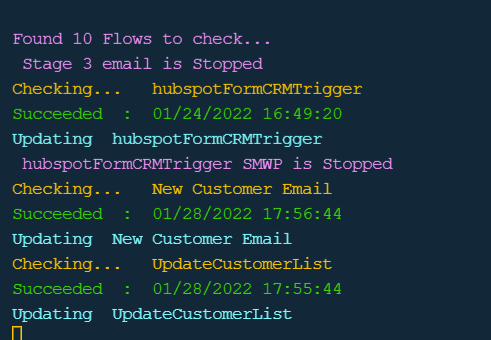 Found 10 Flows to check...
Stage 3 email is Stopped
Checking... hubspotFormCRMTrigger
Succeeded : 01/24/2022 16:49:20
Updating hubspotFormCRMTrigger
hubspotFormCRMTrigger SMWP is Stopped
Checking... New Customer Email
Succeeded : 01/28/2022 17:56:44
Updating New Customer Email
Checking... UpdateCustomerList
Succeeded : 01/28/2022 17:55:44
Updating UpdateCustomerList